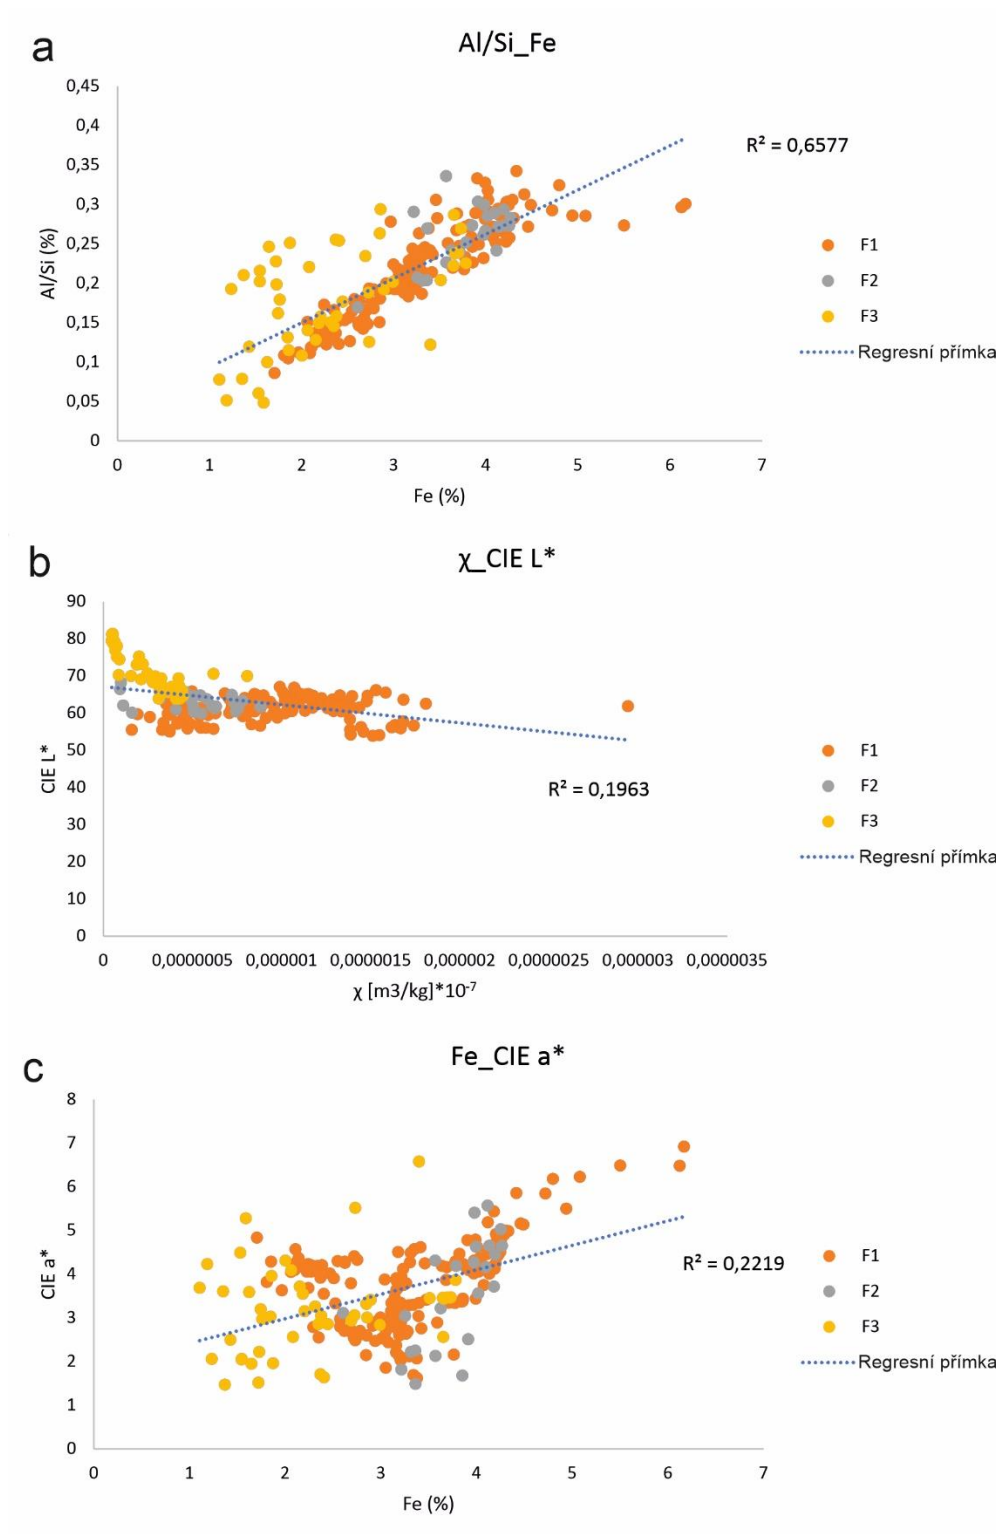 a
Al/Si_Fe
0,45
0,4
0,35
0,3
0,25
0,2
0,15
0,1
0,05
0
Al/Si (%)
R² = 0,6577
F1
F2
F3
Regresní přímka
0 1 2 3 4 5 6 7
Fe (%)
b
χ_CIE L*
90
80
70
60
50
40
30
20
10
0
CIE L*
R² = 0,1963
F1
F2
F3
Regresní přímka
0 0,0000005 0,000001 0,0000015 0,000002 0,0000025 0,000003 0,0000035
χ [m3/kg]*10⁻⁷
c
Fe_CIE a*
8
7
6
5
4
3
2
1
0
CIE a*
R² = 0,2219
F1
F2
F3
Regresní přímka
0 1 2 3 4 5 6 7
Fe (%)